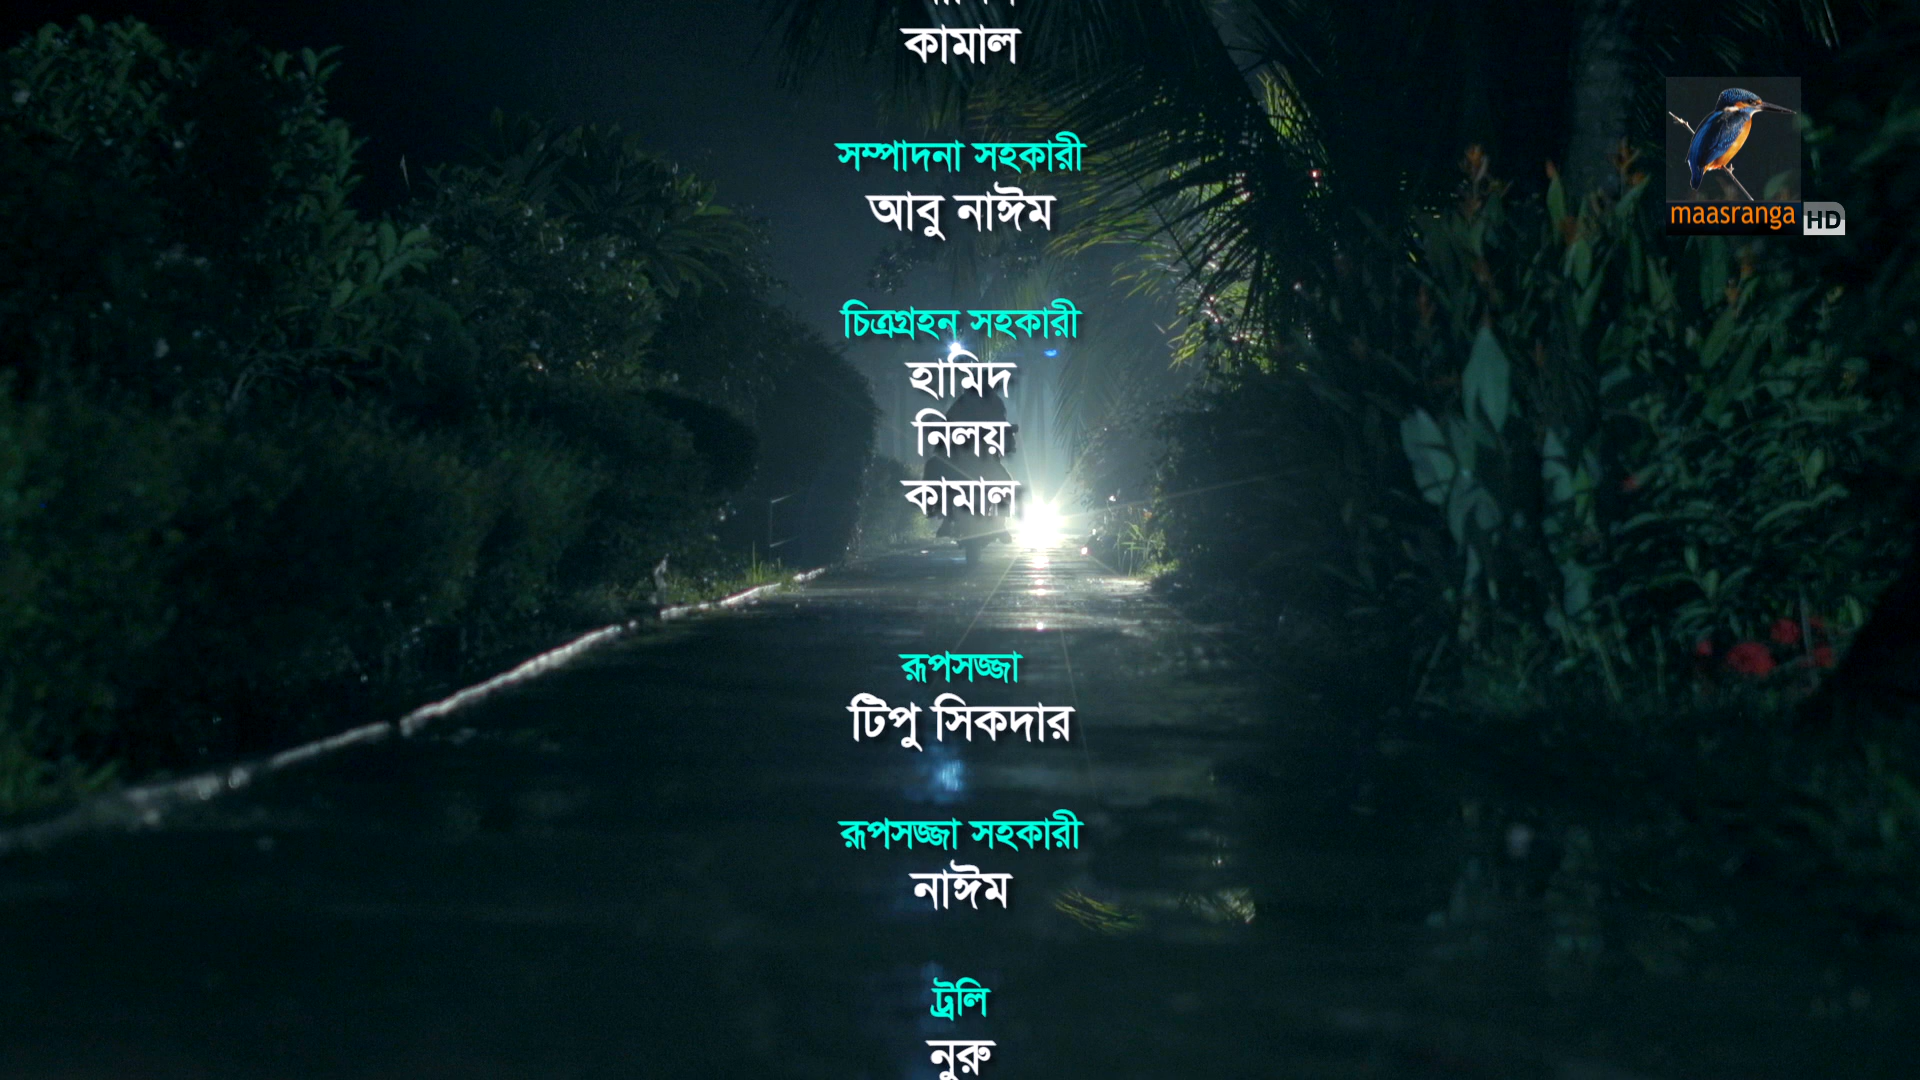 কামাল
সম্পাদনা সহকারী
আবু নাঈম
চিত্রগ্রহন সহকারী
হামিদ
নিলয়
কামাল
রূপসজ্জা
টিপু সিকদার
রূপসজ্জা সহকারী
নাঈম
ট্রলি
নুরু
maasranga HD